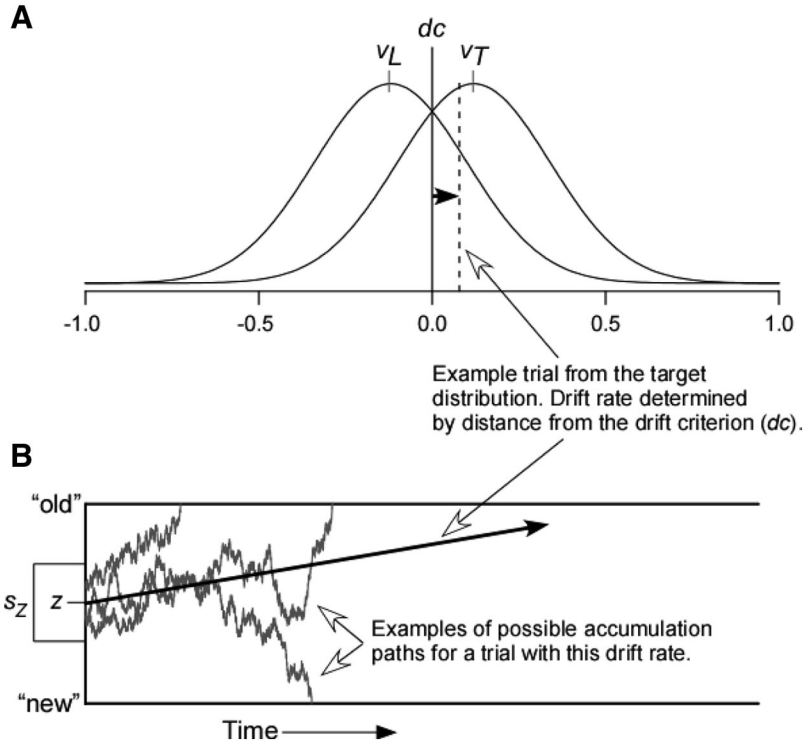 A
dc
vL vT
-1.0 -0.5 0.0 0.5 1.0
Example trial from the target
distribution. Drift rate determined
by distance from the drift criterion (dc).
B
“old”
sZ z
Examples of possible accumulation
paths for a trial with this drift rate.
“new”
Time